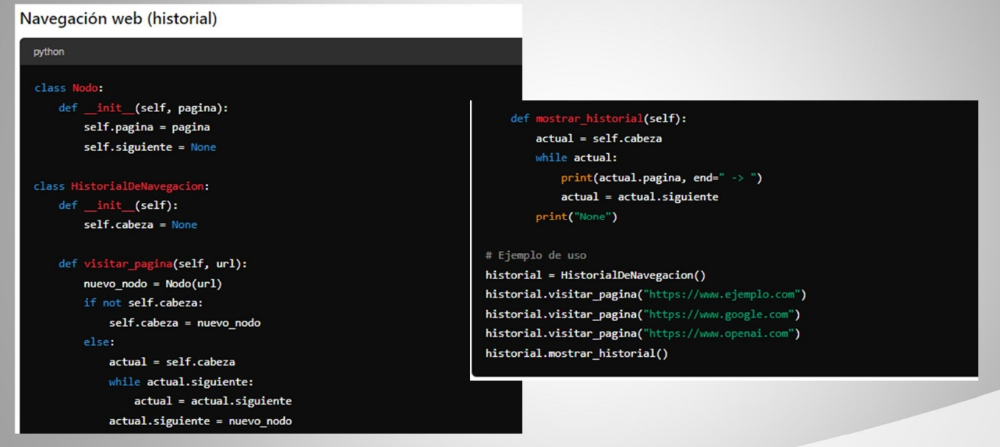 Navegación web (historial)
python
class Nodo:
    def __init__(self, pagina):
        self.pagina = pagina
        self.siguiente = None
class HistorialDeNavegacion:
    def __init__(self):
        self.cabeza = None
    def visitar_pagina(self, url):
        nuevo_nodo = Nodo(url)
        if not self.cabeza:
            self.cabeza = nuevo_nodo
        else:
            actual = self.cabeza
            while actual.siguiente:
                actual = actual.siguiente
            actual.siguiente = nuevo_nodo
    def mostrar_historial(self):
        actual = self.cabeza
        while actual:
            print(actual.pagina, end=" -> ")
            actual = actual.siguiente
        print("None")
# Ejemplo de uso
historial = HistorialDeNavegacion()
historial.visitar_pagina("https://www.ejemplo.com")
historial.visitar_pagina("https://www.google.com")
historial.visitar_pagina("https://www.openai.com")
historial.mostrar_historial()